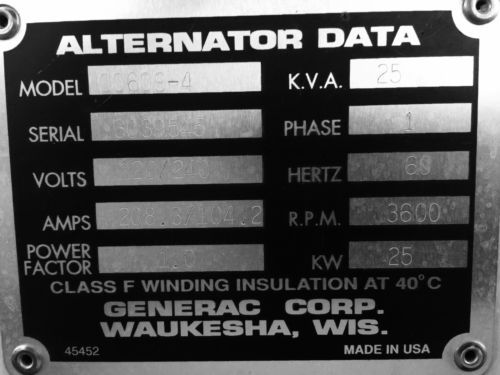 ALTERNATOR DATA
MODEL K.V.A. 25
SERIAL PHASE 1
VOLTS HERTZ 60
AMPS 208.3/104.2 R.P.M. 3600
POWER FACTOR 1.0 KW 25
CLASS F WINDING INSULATION AT 40°C
GENERAC CORP.
WAUKESHA, WIS.
45452 MADE IN USA